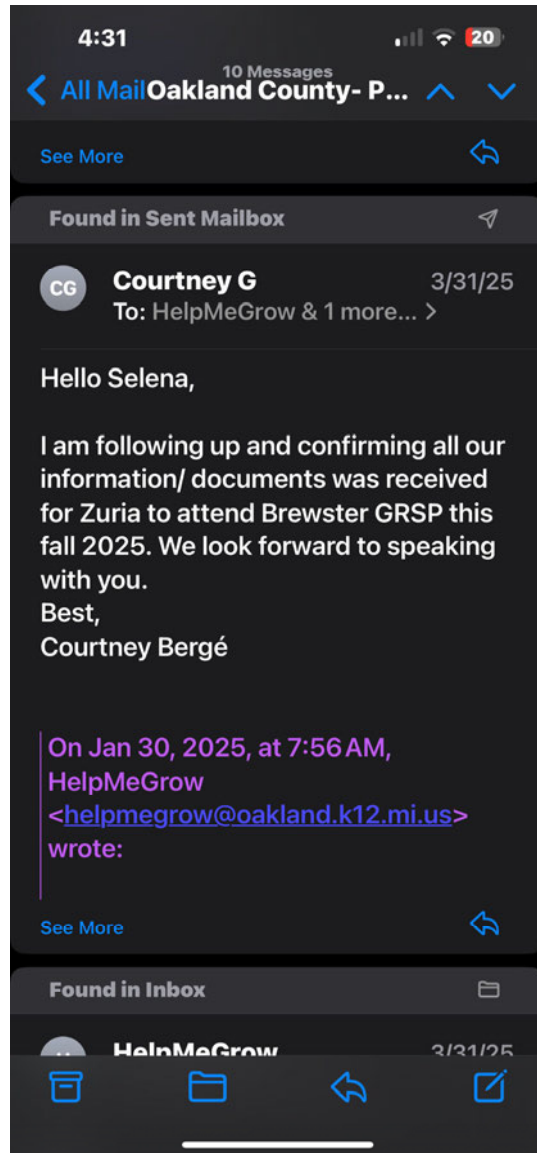 4:31
20
10 Messages
All Mail Oakland County- P...
See More
Found in Sent Mailbox
CG
Courtney G
3/31/25
To: HelpMeGrow & 1 more... >
Hello Selena,
I am following up and confirming all our
information/ documents was received
for Zuria to attend Brewster GRSP this
fall 2025. We look forward to speaking
with you.
Best,
Courtney Bergé
On Jan 30, 2025, at 7:56 AM,
HelpMeGrow
<helpmegrow@oakland.k12.mi.us>
wrote:
See More
Found in Inbox
HelpMeGrow
3/31/25